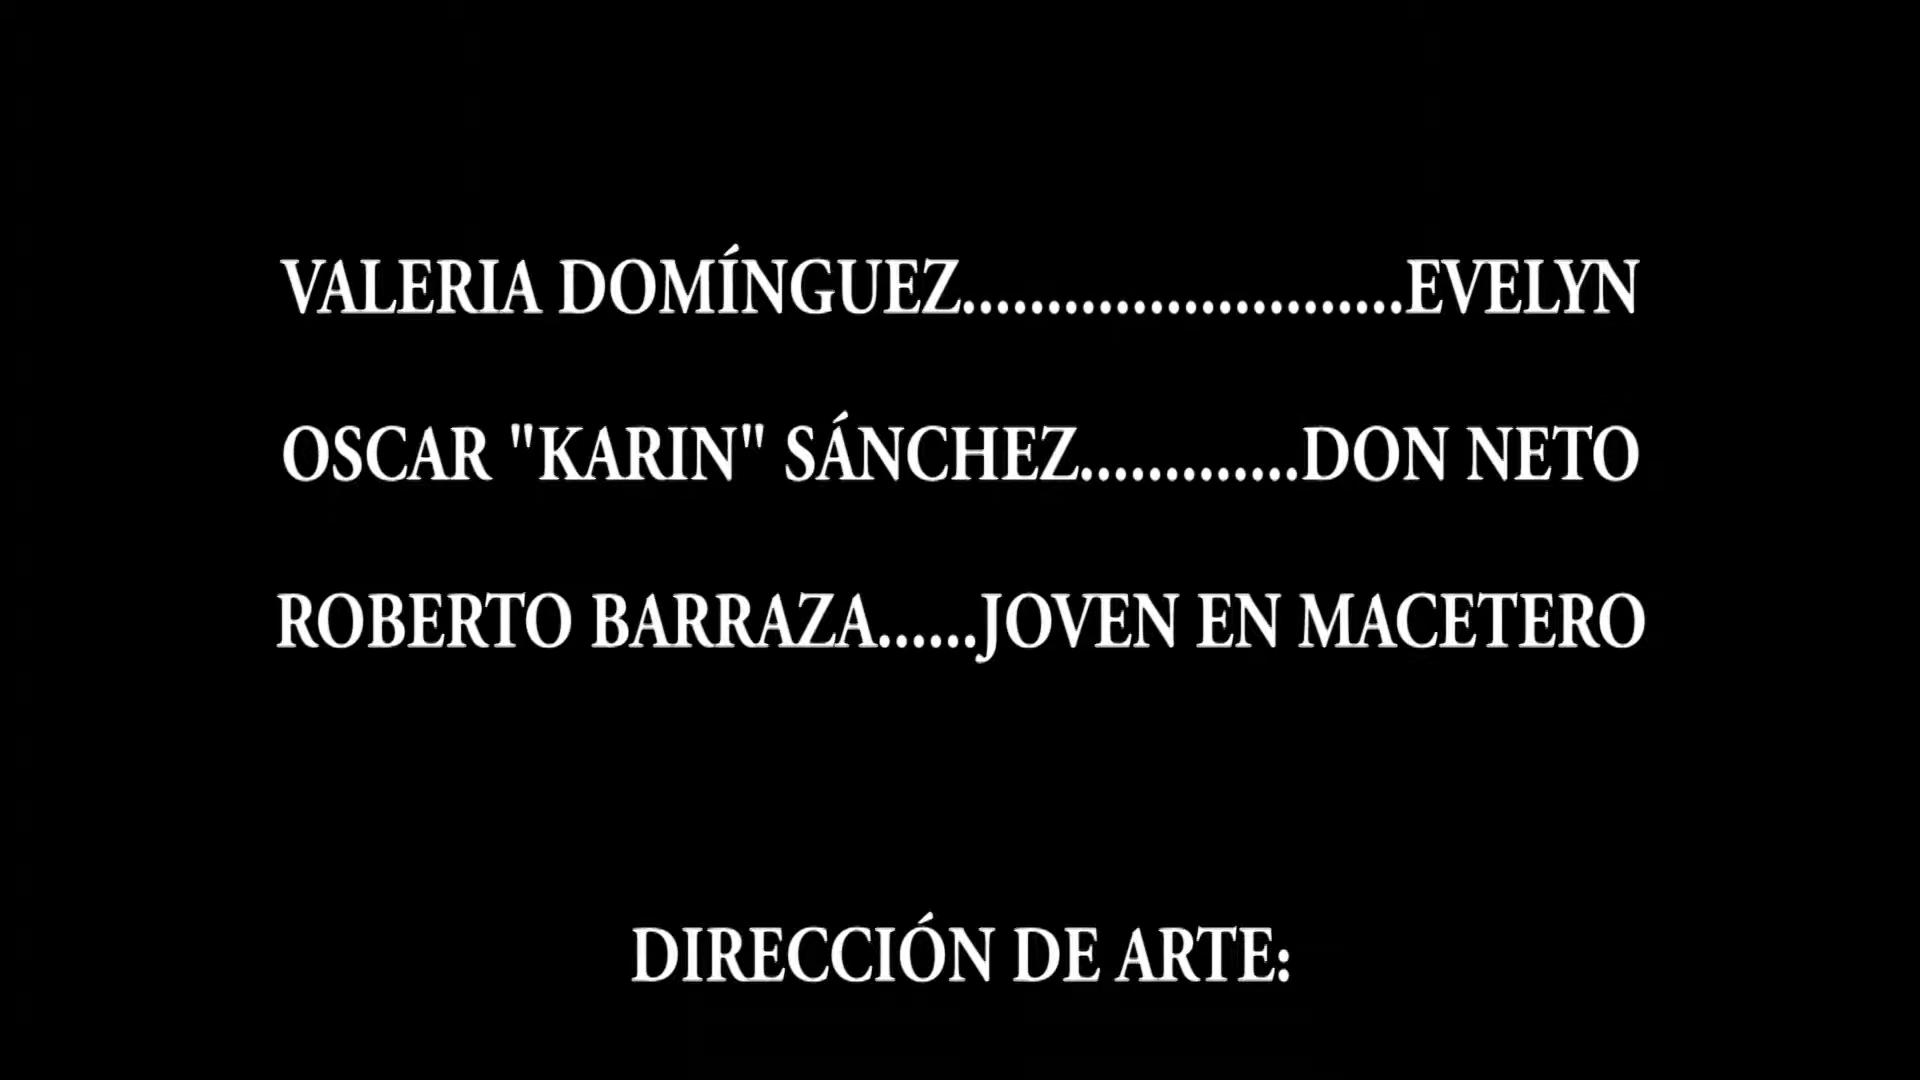 VALERIA DOMÍNGUEZ..........................EVELYN
OSCAR "KARIN" SÁNCHEZ.............DON NETO
ROBERTO BARRAZA......JOVEN EN MACETERO
DIRECCIÓN DE ARTE: